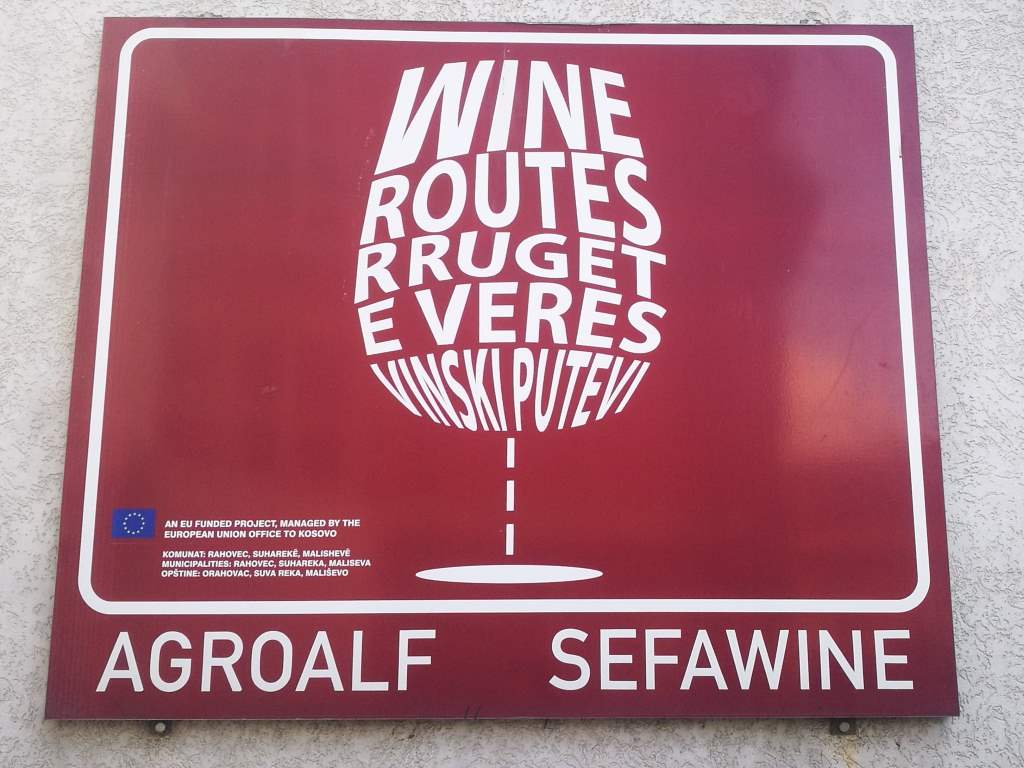 WINE
ROUTES
RRUGET
E VERES
VINSKI PUTEVI
AN EU FUNDED PROJECT, MANAGED BY THE
EUROPEAN UNION OFFICE TO KOSOVO
KOMUNAT: RAHOVEC, SUHAREKË, MALISHEVË
MUNICIPALITIES: RAHOVEC, SUHAREKA, MALISEVA
OPŠTINE: ORAHOVAC, SUVA REKA, MALIŠEVO
AGROALF SEFAWINE